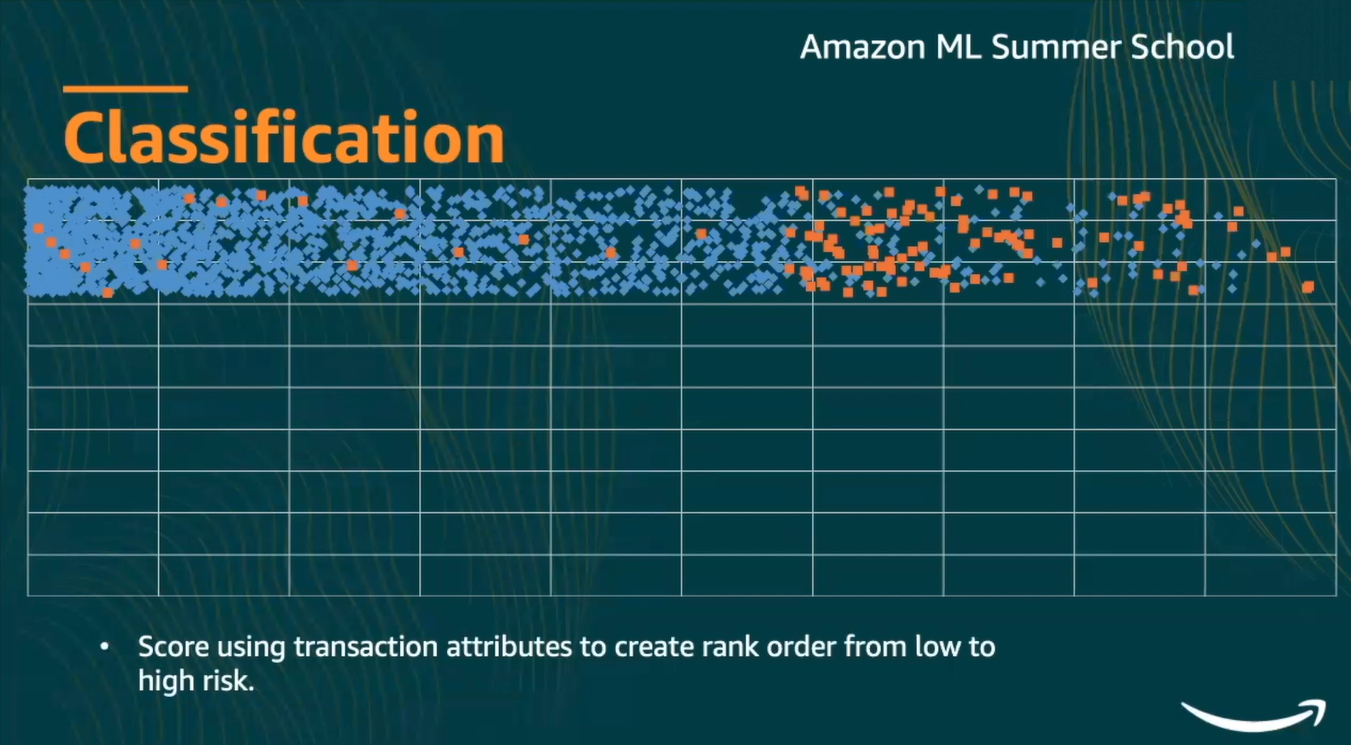 Amazon ML Summer School
Classification
• Score using transaction attributes to create rank order from low to
high risk.